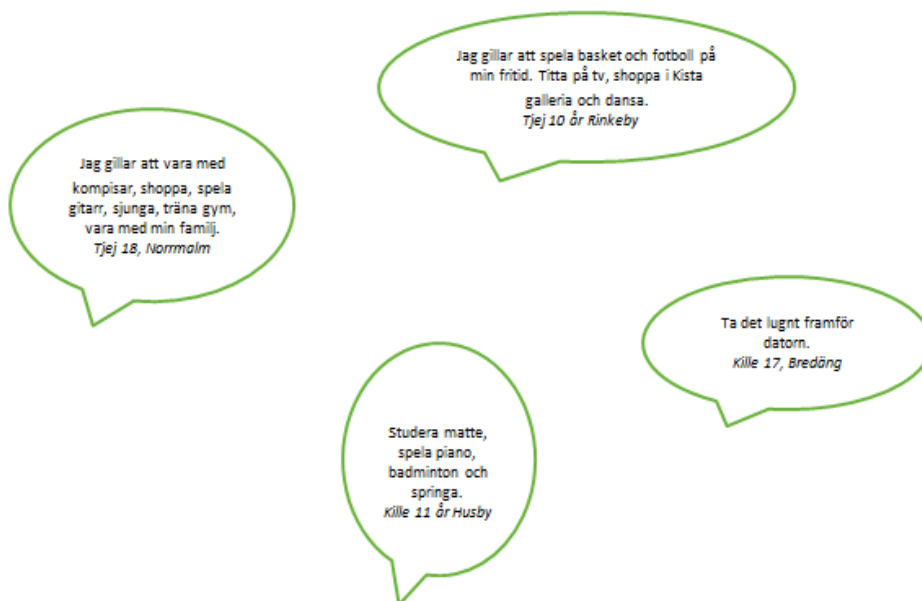 Jag gillar att spela basket och fotboll på
min fritid. Titta på tv, shoppa i Kista
galleria och dansa.
Tjej 10 år Rinkeby
Jag gillar att vara med
kompisar, shoppa, spela
gitarr, sjunga, träna gym,
vara med min familj.
Tjej 18, Norrmalm
Ta det lugnt framför
datorn.
Kille 17, Bredäng
Studera matte,
spela piano,
badminton och
springa.
Kille 11 år Husby